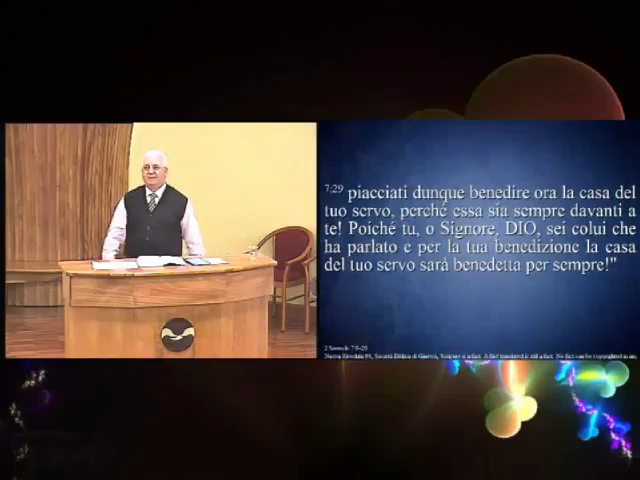 7:29 piacciati dunque benedire ora la casa del
tuo servo, perché essa sia sempre davanti a
te! Poiché tu, o Signore, DIO, sei colui che
ha parlato e per la tua benedizione la casa
del tuo servo sarà benedetta per sempre!"
2 Samuele 7:8-29
Nuova Riveduta 94, Società Biblica di Ginevra,